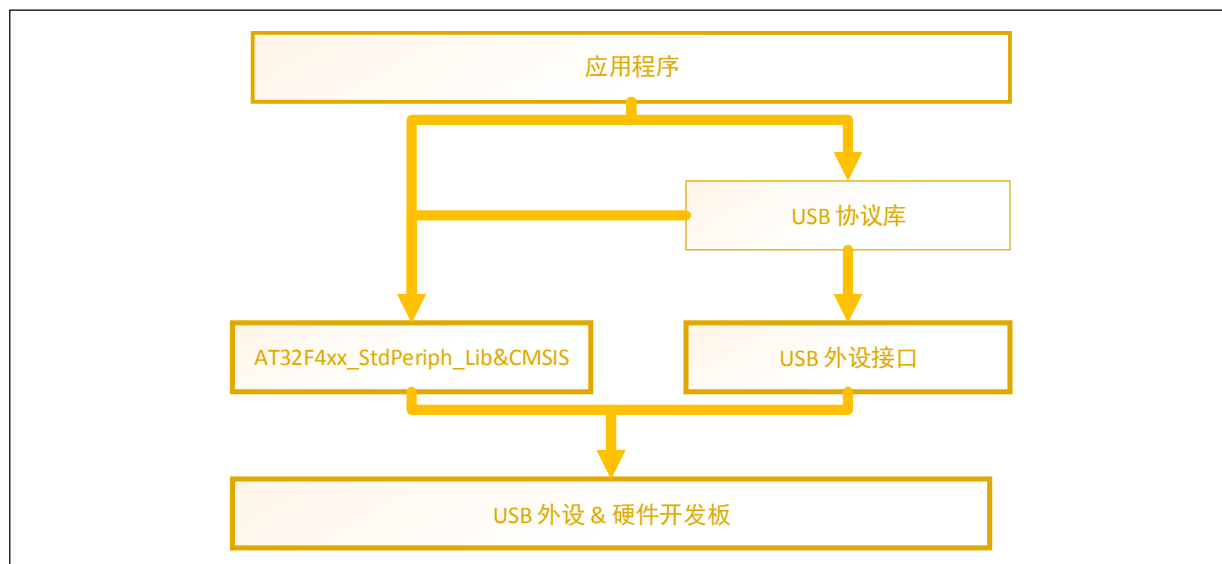 应用程序
USB 协议库
AT32F4xx_StdPeriph_Lib&CMSIS
USB 外设接口
USB 外设 & 硬件开发板